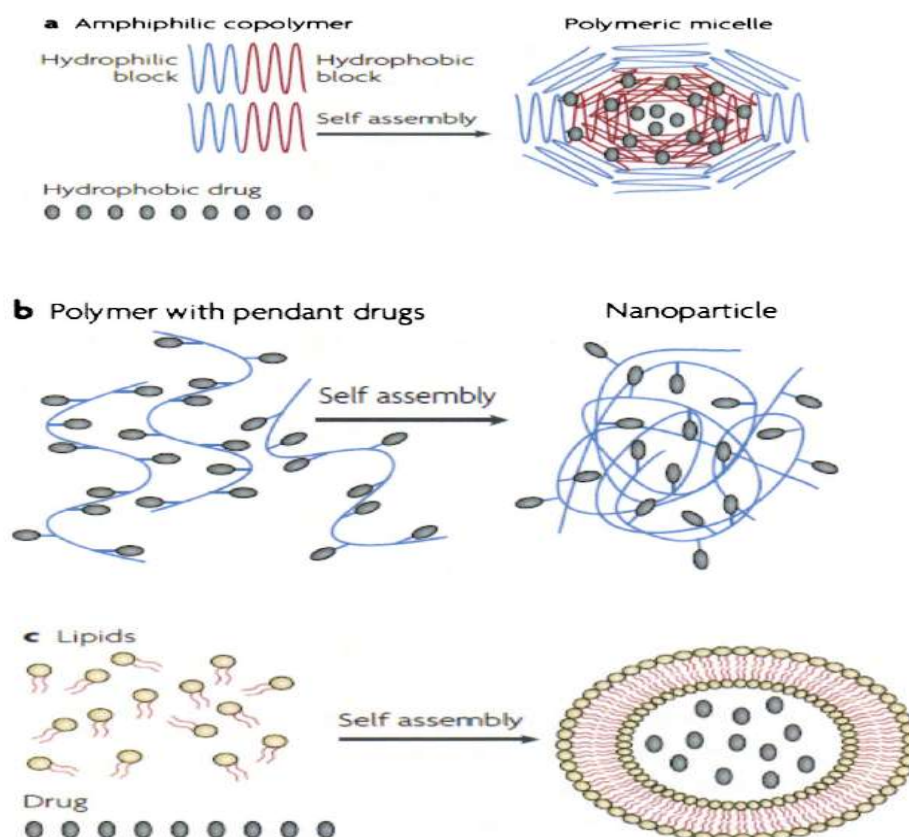 a Amphiphilic copolymer
Polymeric micelle
Hydrophilic
block
Hydrophobic
block
Self assembly
Hydrophobic drug
b Polymer with pendant drugs
Nanoparticle
Self assembly
c Lipids
Self assembly
Drug